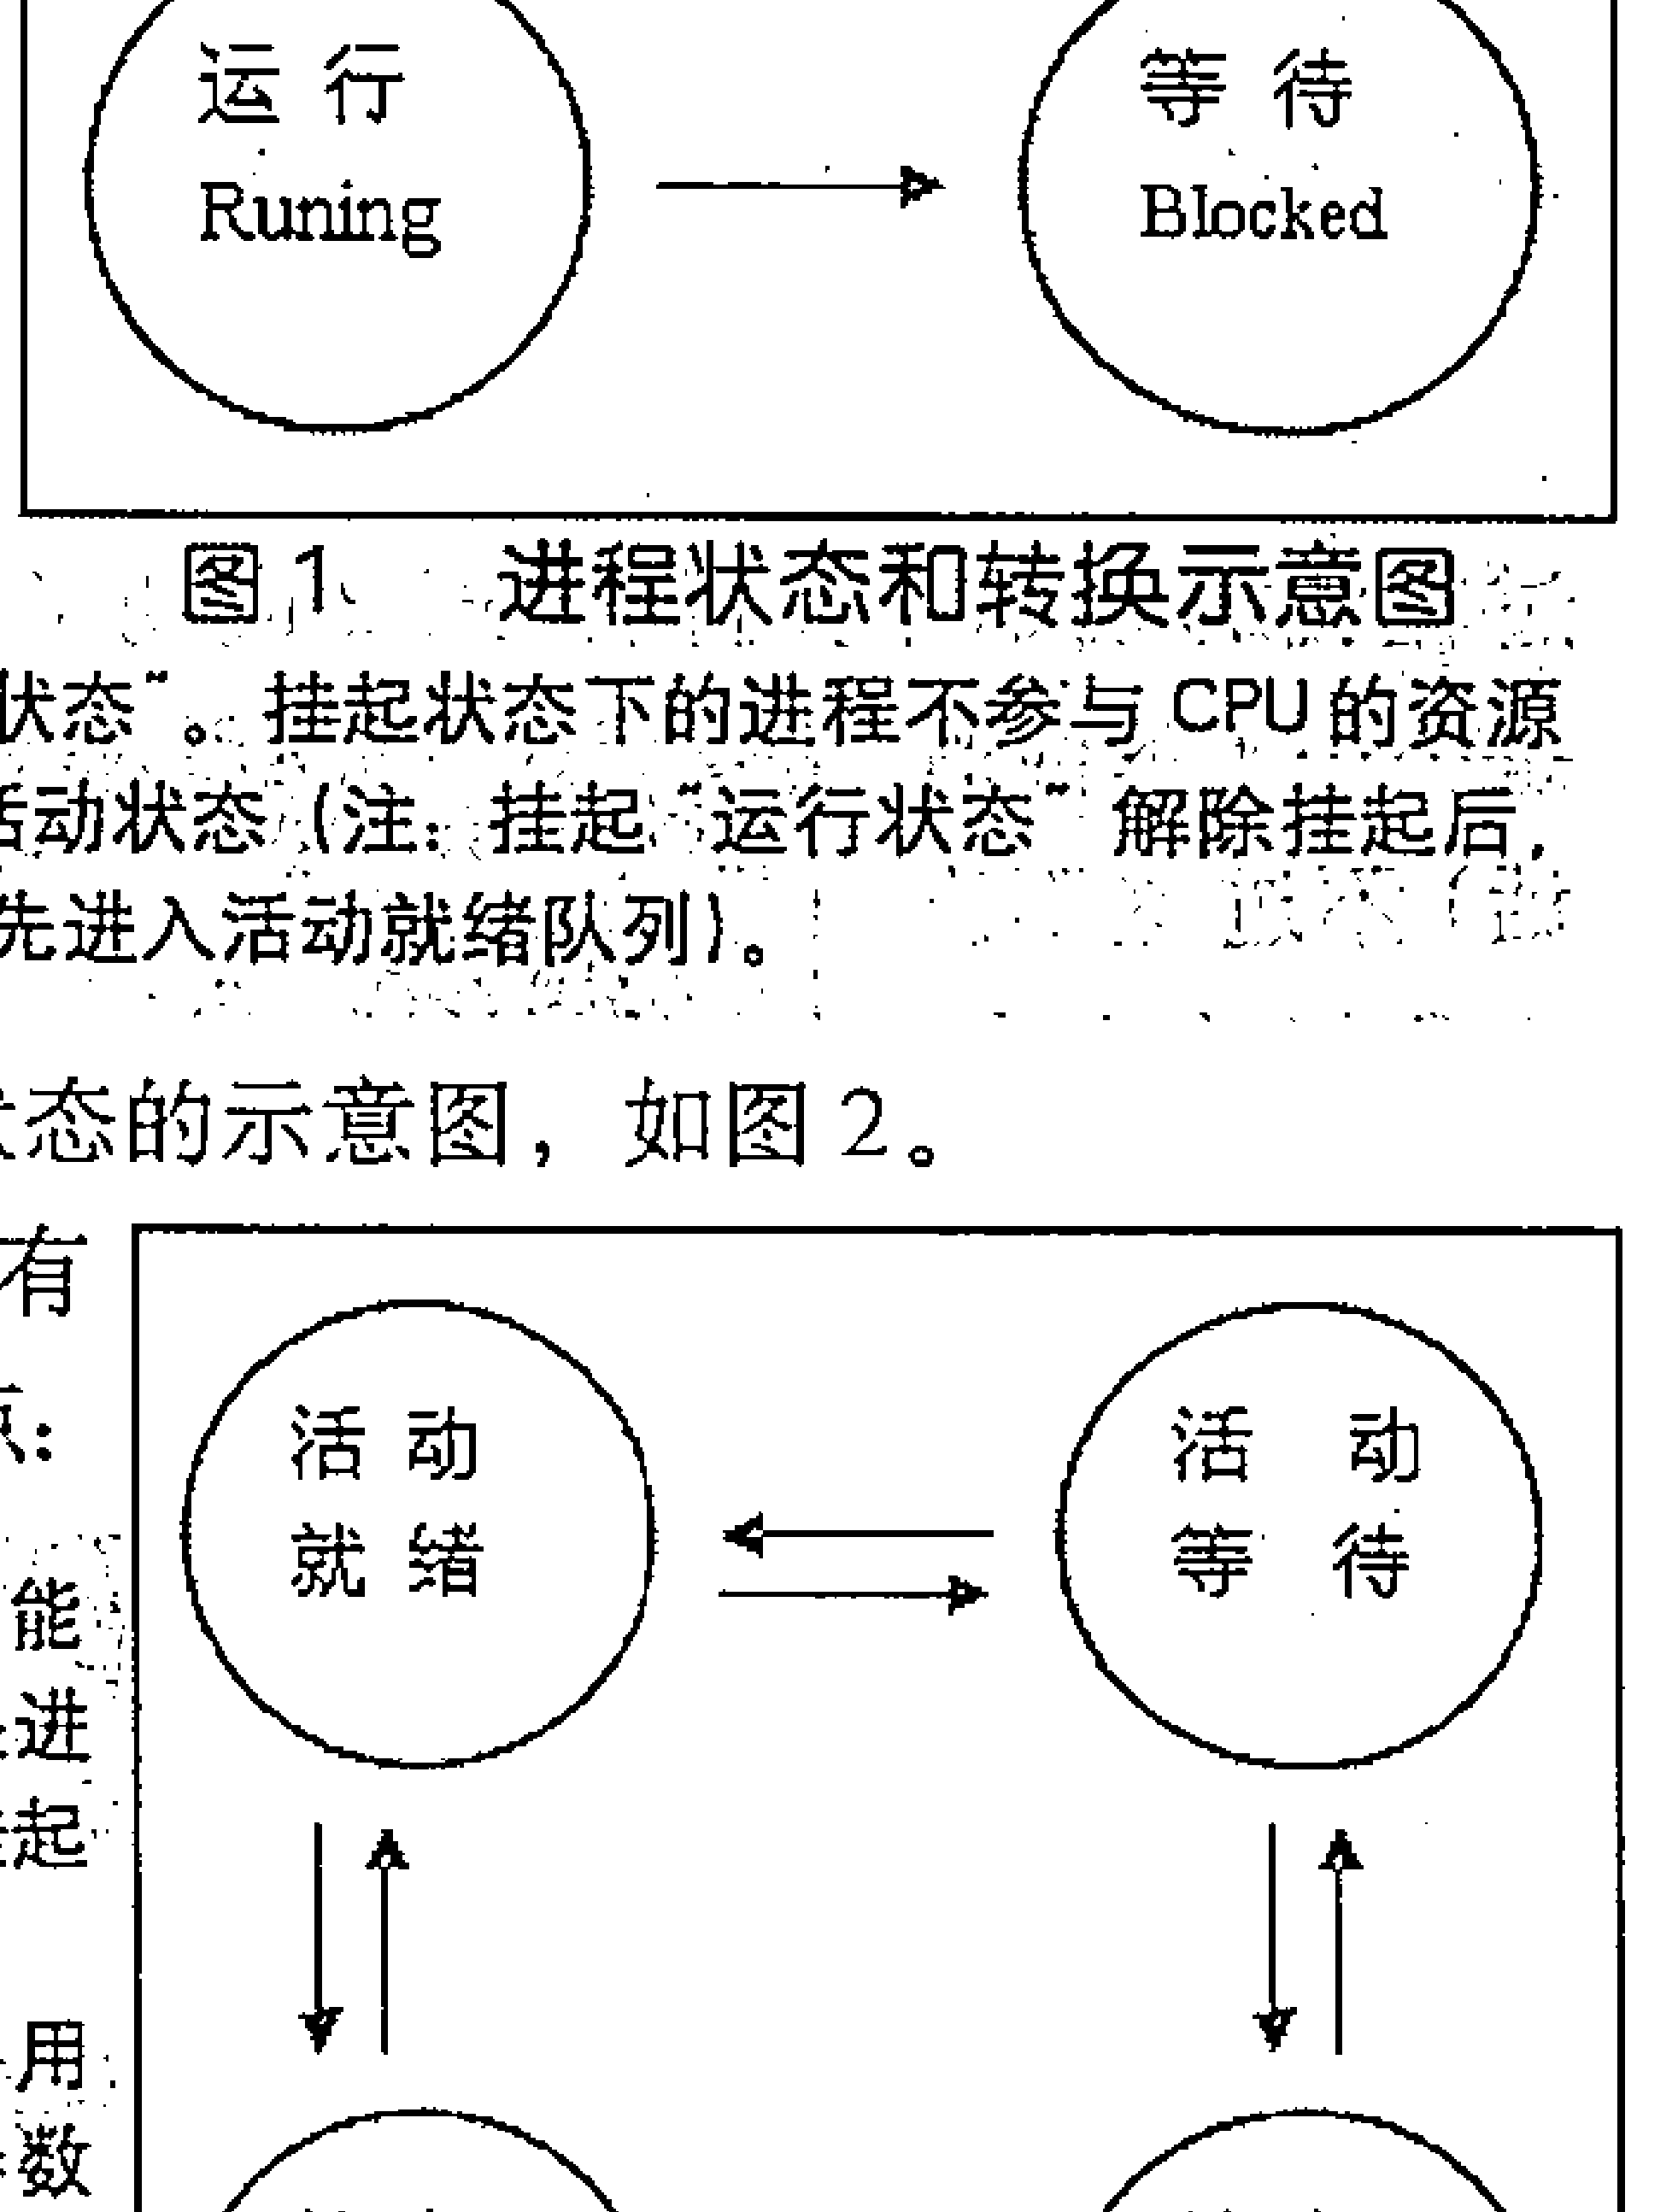 运 行
Runing
等 待
Blocked
图 1 进程状态和转换示意图
状态"。挂起状态下的进程不参与 CPU 的资源
活动状态 (注: 挂起 "运行状态" 解除挂起后,
先进入活动就绪队列)。
态的示意图，如图 2。
有
:
能
进
起
用
数
活 动
就 绪
活 动
等 待